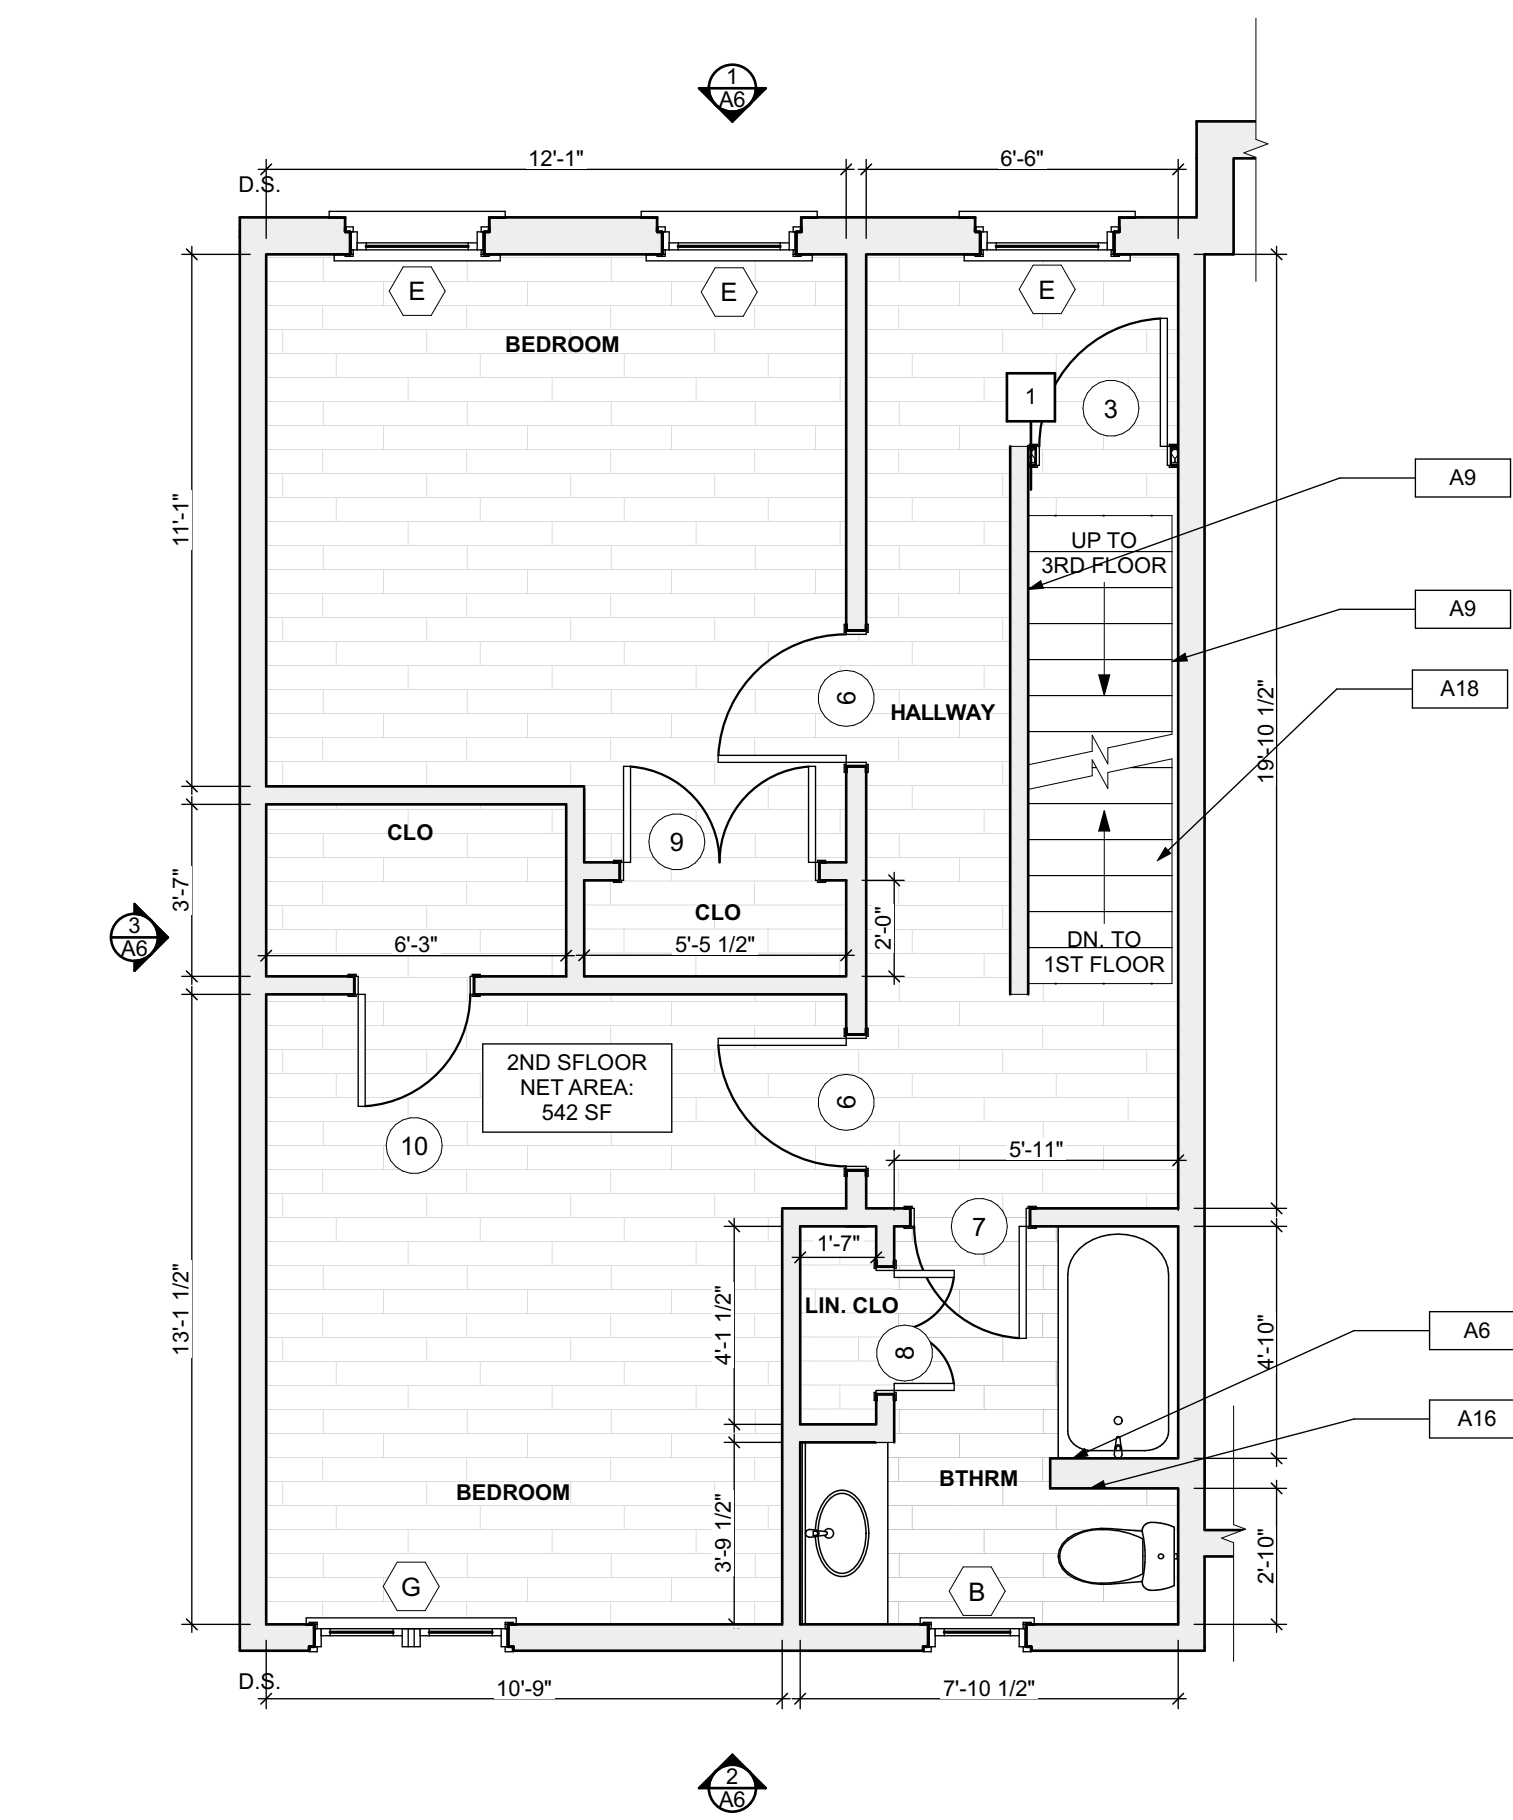 1
A6
12'-1"
6'-6"
D.S.
E
E
E
BEDROOM
1
3
A9
11'-1"
UP TO
3RD FLOOR
A9
A18
6
HALLWAY
19'-10 1/2"
CLO
9
3'-7"
CLO
2'-0"
3
A6
6'-3"
5'-5 1/2"
DN. TO
1ST FLOOR
2ND SFLOOR
NET AREA:
542 SF
6
10
5'-11"
7
1'-7"
13'-1 1/2"
4'-1 1/2"
LIN. CLO
8
4'-10"
A6
A16
BTHRM
BEDROOM
3'-9 1/2"
2'-10"
G
B
D.S.
10'-9"
7'-10 1/2"
2
A6